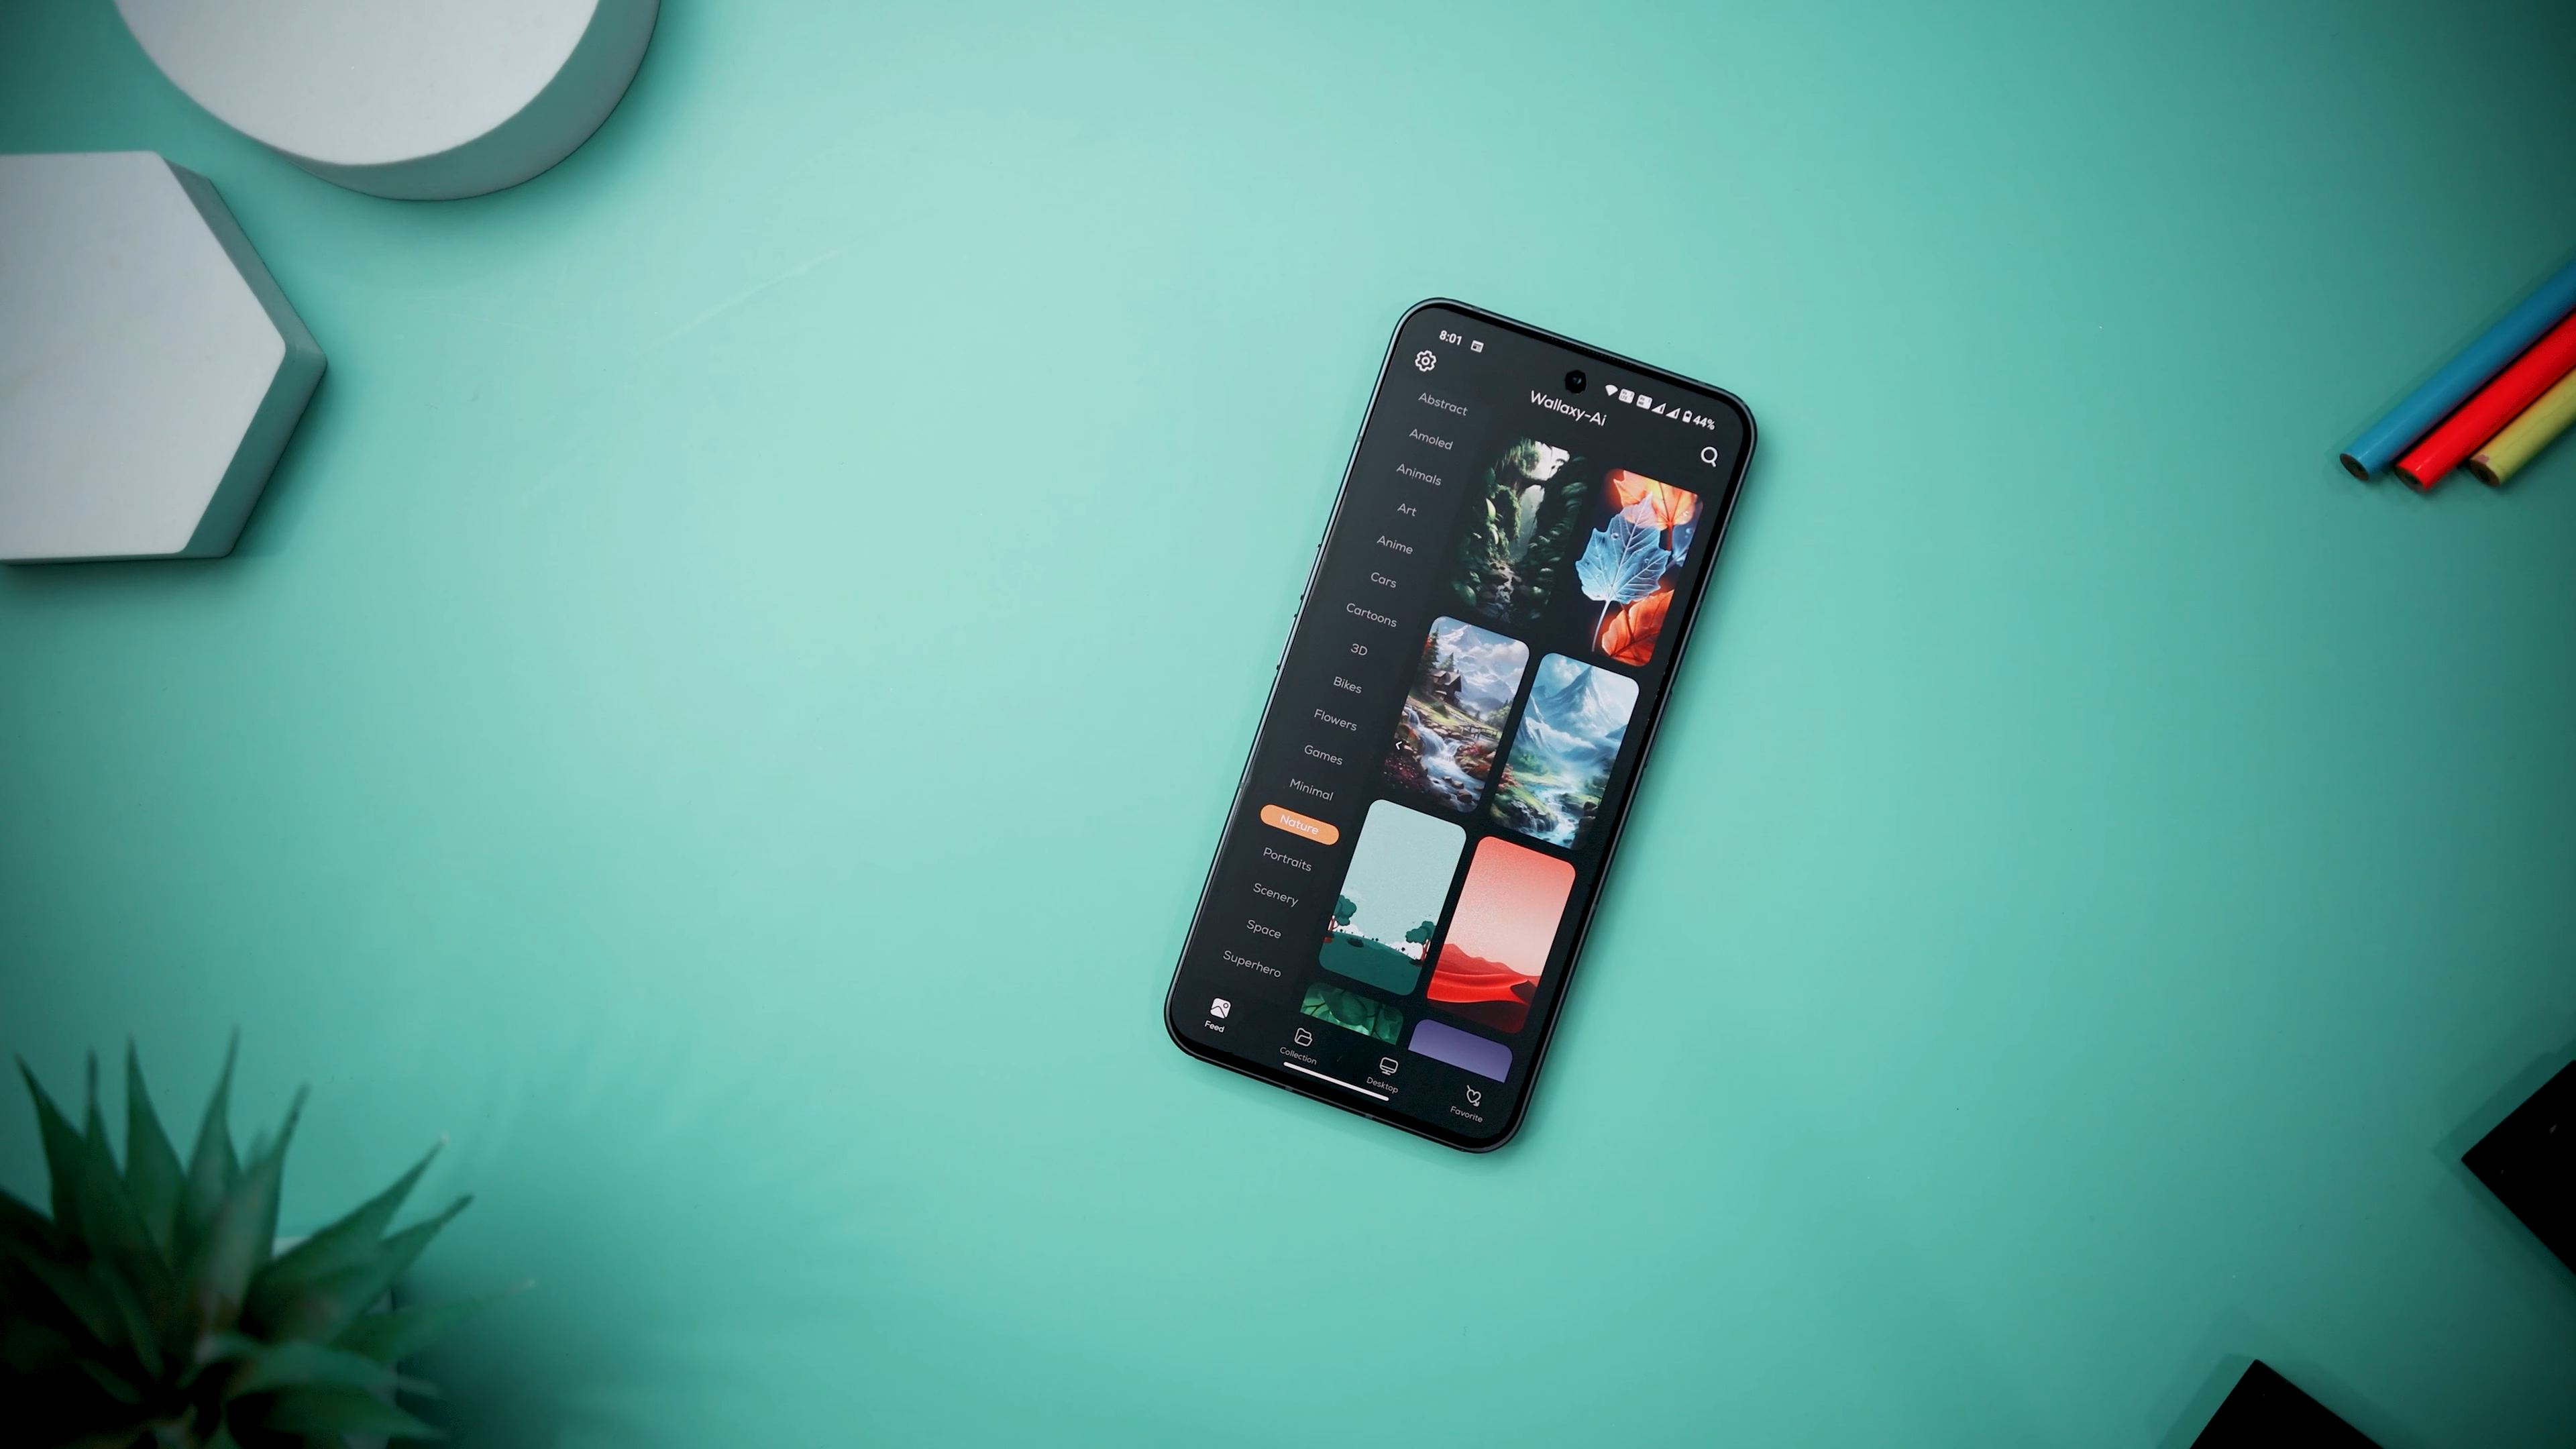 8:01
44%
Wallaxy-Ai
Abstract
Amoled
Animals
Art
Anime
Cars
Cartoons
3D
Bikes
Flowers
Games
Minimal
Nature
Portraits
Scenery
Space
Superhero
Feed
Collection
Desktop
Favorite